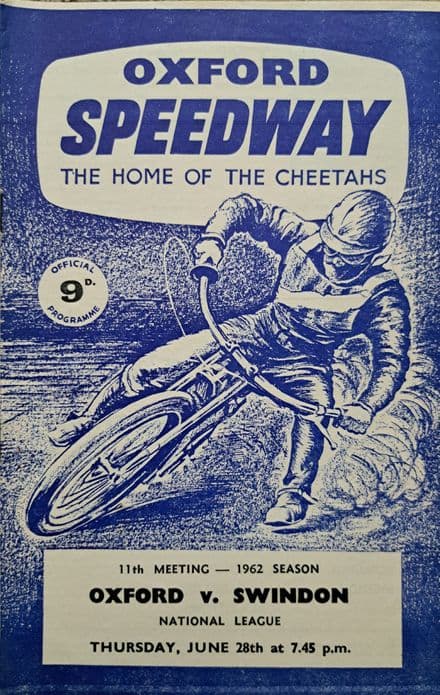 OXFORD
SPEEDWAY
THE HOME OF THE CHEETAHS
OFFICIAL
9D.
PROGRAMME
11th MEETING — 1962 SEASON
OXFORD v. SWINDON
NATIONAL LEAGUE
THURSDAY, JUNE 28th at 7.45 p.m.